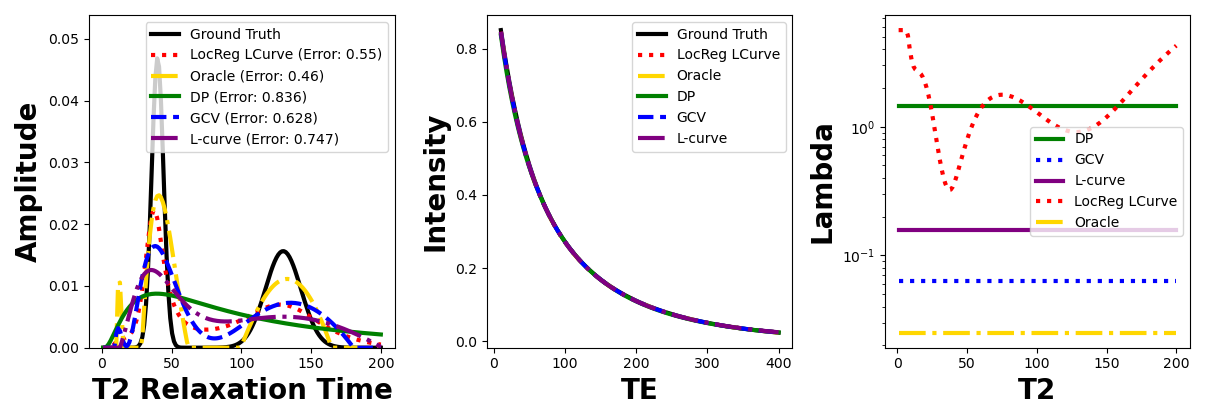 Amplitude
0.05
0.04
0.03
0.02
0.01
0.00
Ground Truth
LocReg LCurve (Error: 0.55)
Oracle (Error: 0.46)
DP (Error: 0.836)
GCV (Error: 0.628)
L-curve (Error: 0.747)
0 50 100 150 200
T2 Relaxation Time
Intensity
0.8
0.6
0.4
0.2
0.0
Ground Truth
LocReg LCurve
Oracle
DP
GCV
L-curve
0 100 200 300 400
TE
Lambda
10⁰
10⁻¹
DP
GCV
L-curve
LocReg LCurve
Oracle
0 50 100 150 200
T2